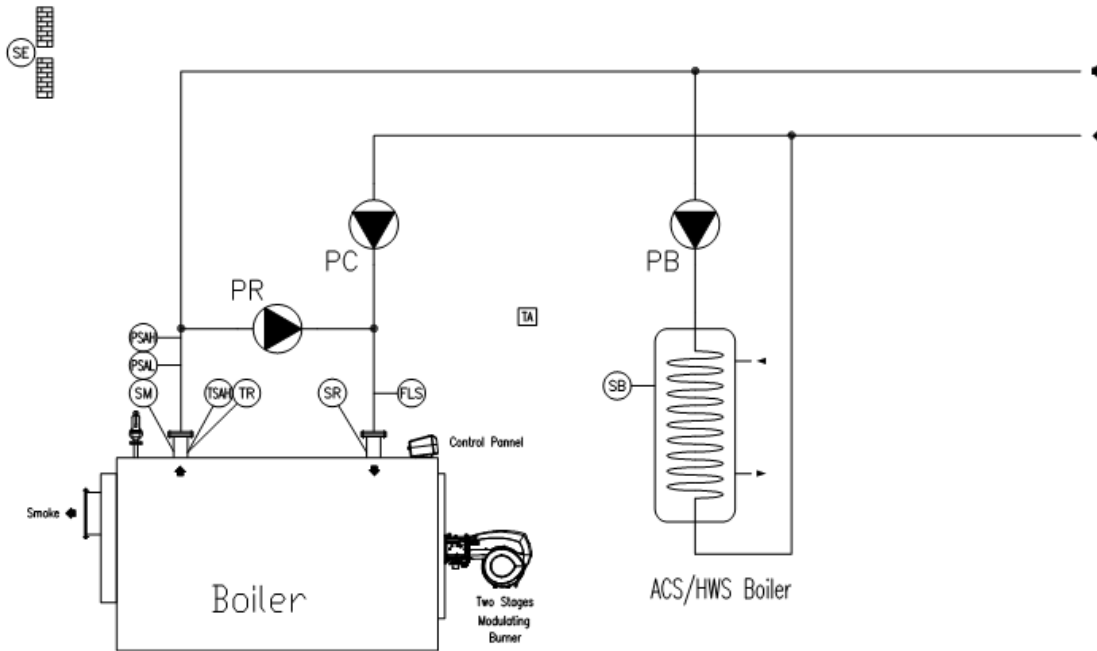 SE
PC
PB
PR
TA
PSAH
PSAL
SM
TSAH
TR
SR
FLS
SB
Control Pannel
Smoke
Boiler
Two Stages
Modulating
Burner
ACS/HWS Boiler